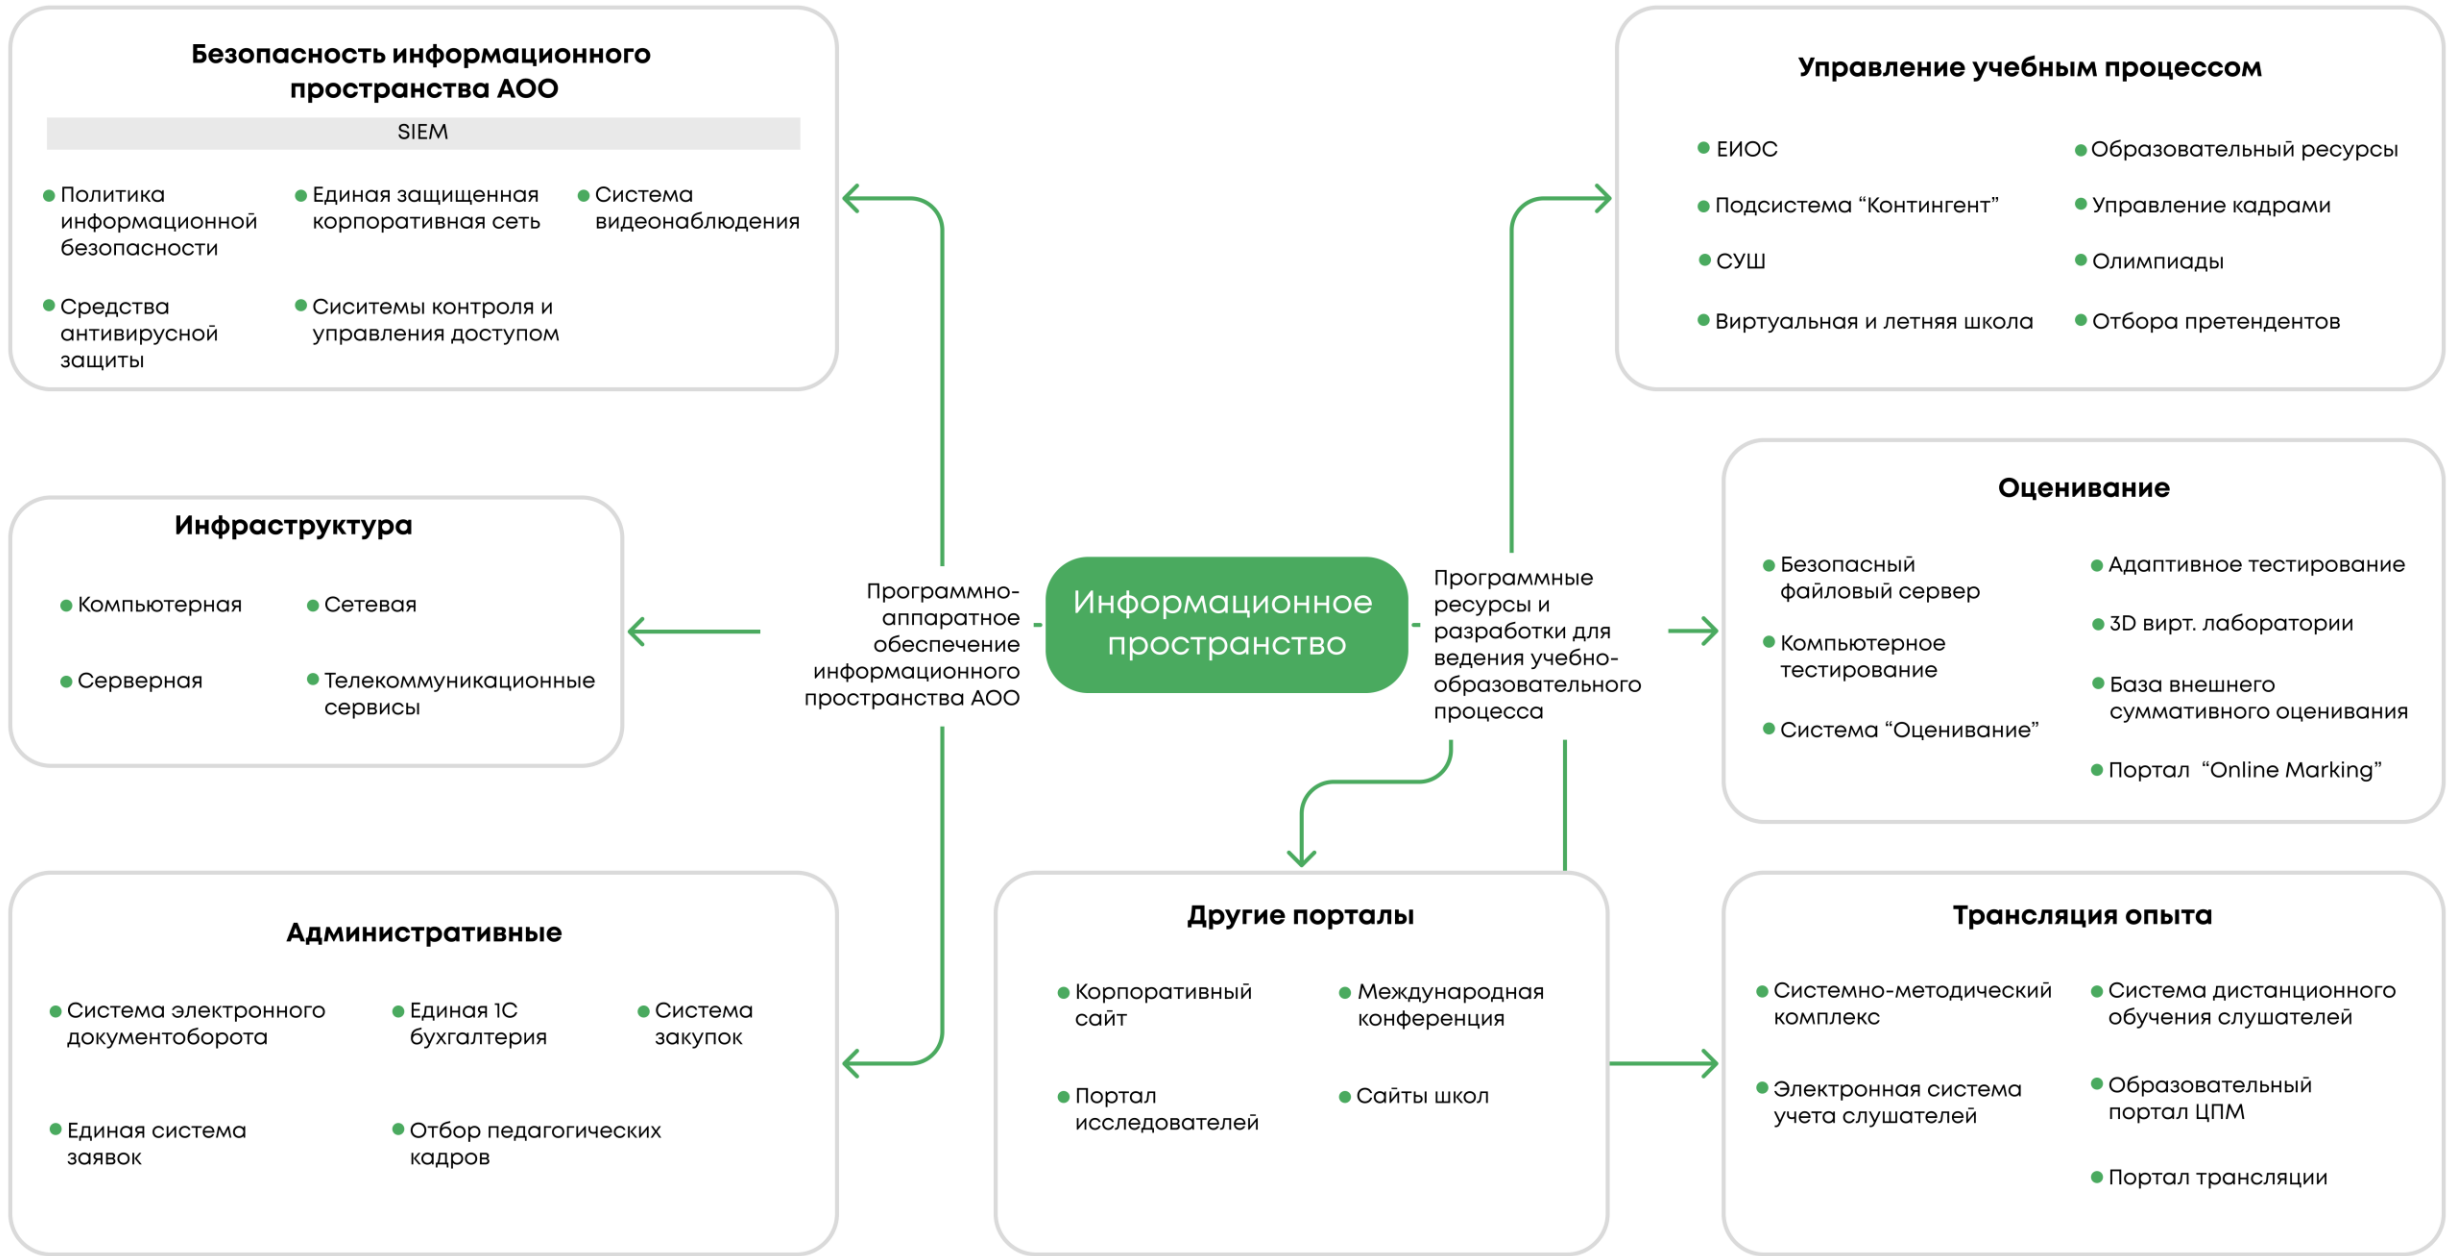 Безопасность информационного
пространства АОО
SIEM
Политика
информационной
безопасности
Единая защищенная
корпоративная сеть
Система
видеонаблюдения
Средства
антивирусной
защиты
Сиситемы контроля и
управления доступом
Управление учебным процессом
ЕИОС
Подсистема “Контингент”
СУШ
Виртуальная и летняя школа
Образовательный ресурсы
Управление кадрами
Олимпиады
Отбора претендентов
Инфраструктура
Компьютерная
Сетевая
Серверная
Телекоммуникационные
сервисы
Программно-
аппаратное
обеспечение
информационного
пространства АОО
Информационное
пространство
Программные
ресурсы и
разработки для
ведения учебно-
образовательного
процесса
Оценивание
Безопасный
файловый сервер
Компьютерное
тестирование
Система “Оценивание”
Адаптивное тестирование
3D вирт. лаборатории
База внешнего
суммативного оценивания
Портал “Online Marking”
Административные
Система электронного
документоборота
Единая 1С
бухгалтерия
Система
закупок
Единая система
заявок
Отбор педагогических
кадров
Другие порталы
Корпоративный
сайт
Международная
конференция
Портал
исследователей
Сайты школ
Трансляция опыта
Системно-методический
комплекс
Электронная система
учета слушателей
Система дистанционного
обучения слушателей
Образовательный
портал ЦПМ
Портал трансляции